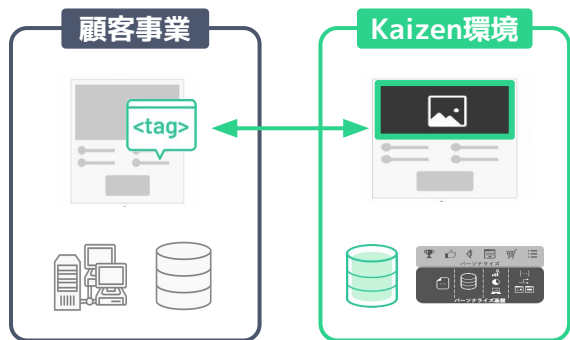 顧客事業
Kaizen環境
<tag>
パーソナライズ
パーソナライズ基盤